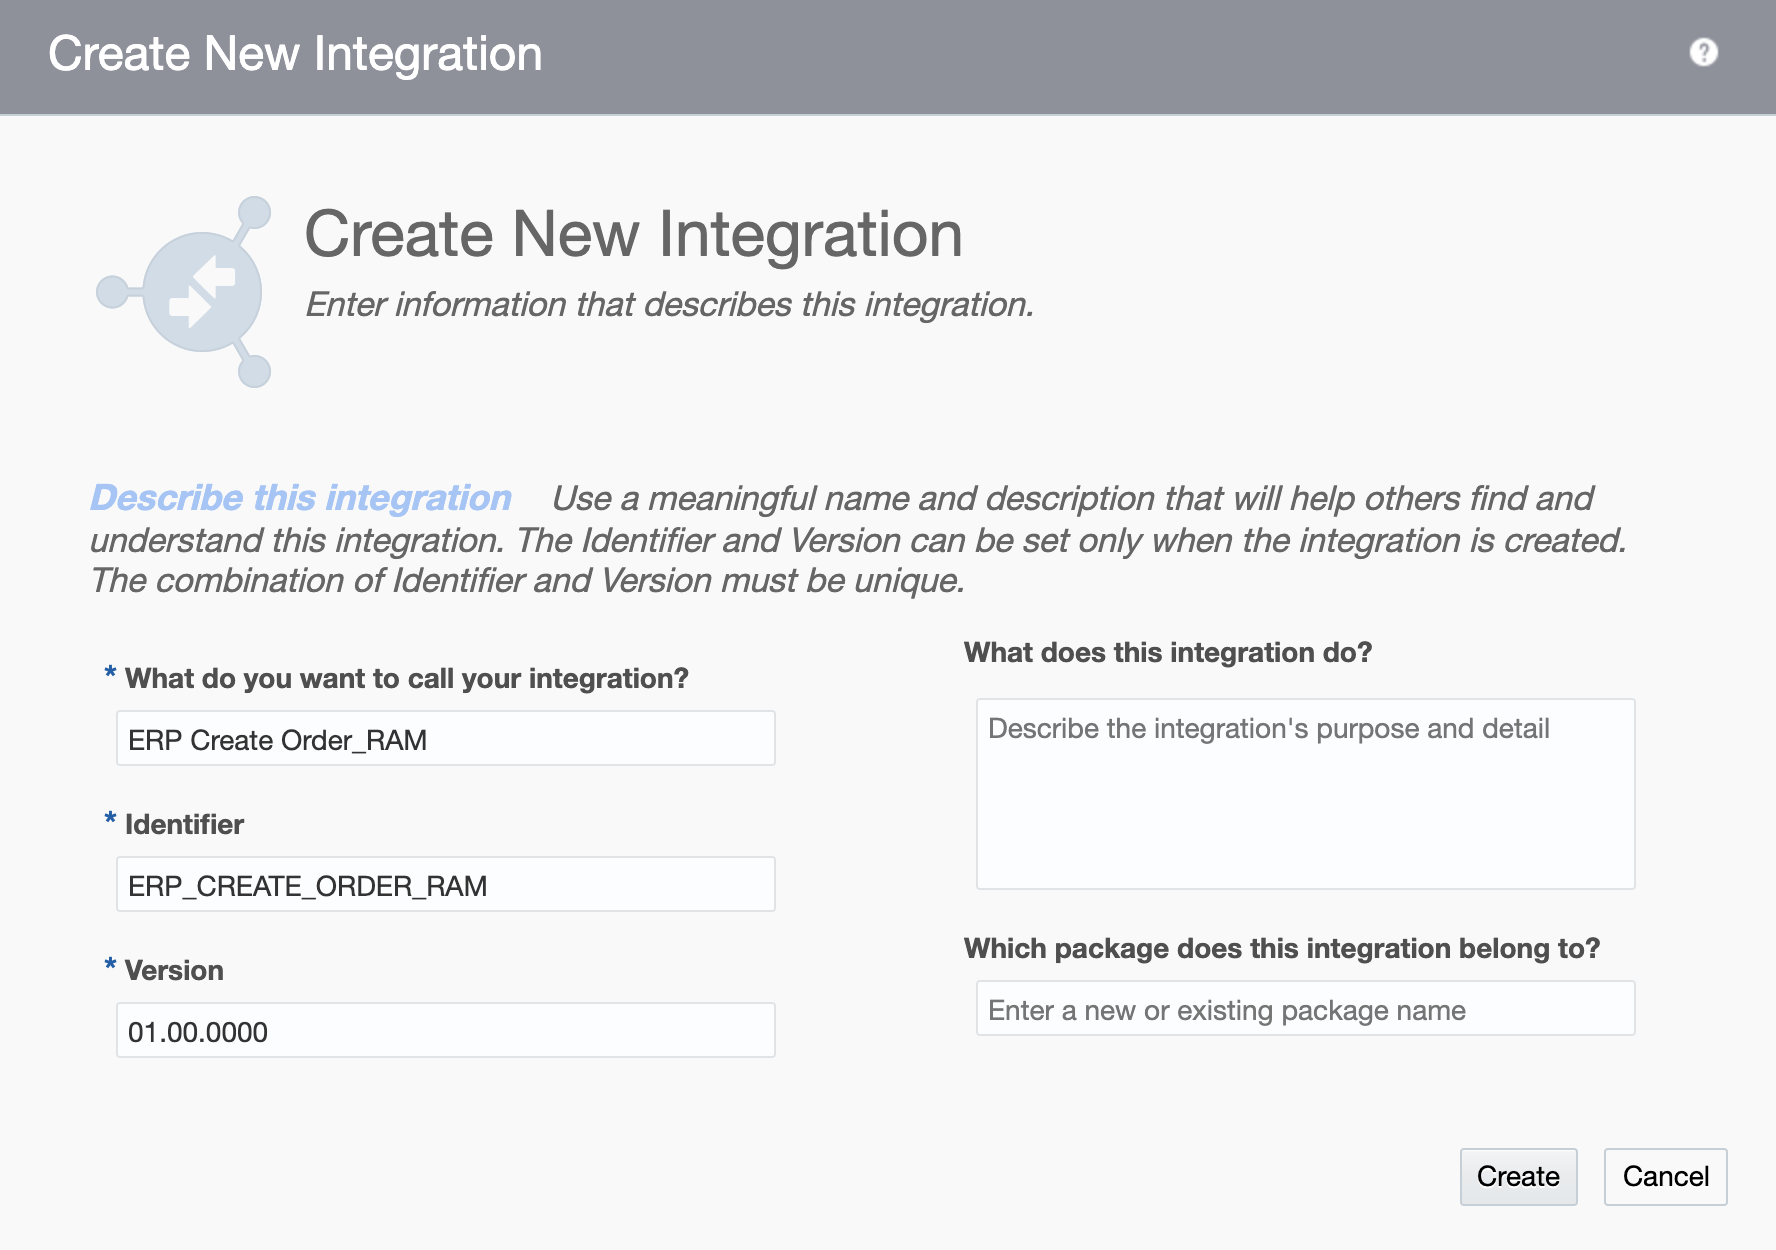 Create New Integration
?
Create New Integration
Enter information that describes this integration.
Describe this integration Use a meaningful name and description that will help others find and
understand this integration. The Identifier and Version can be set only when the integration is created.
The combination of Identifier and Version must be unique.
* What do you want to call your integration?
ERP Create Order_RAM
* Identifier
ERP_CREATE_ORDER_RAM
* Version
01.00.0000
What does this integration do?
Describe the integration's purpose and detail
Which package does this integration belong to?
Enter a new or existing package name
Create
Cancel